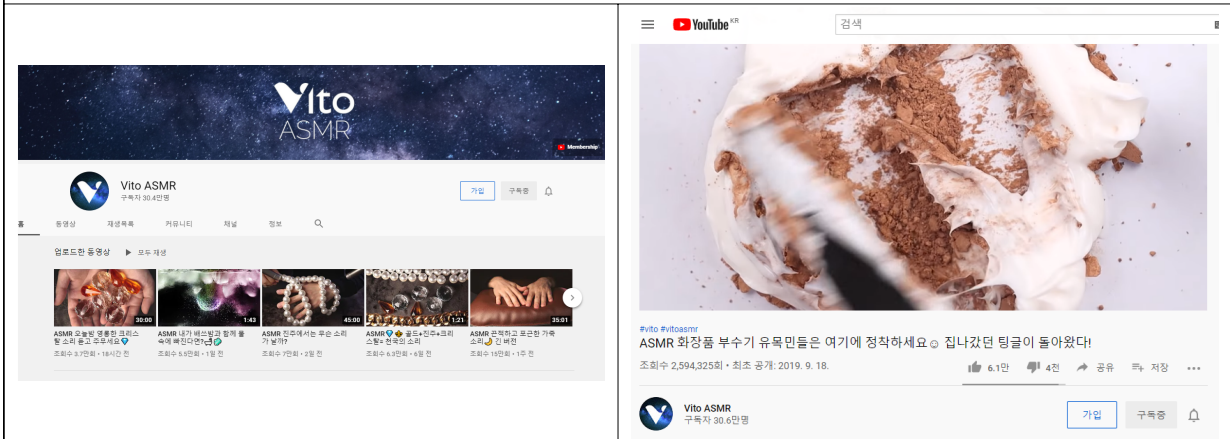 Vito
ASMR
Membership
Vito ASMR
구독자 30.4만명
가입
구독중
홈
동영상
재생목록
커뮤니티
채널
정보
업로드한 동영상
▶ 모두 재생
30:00
1:43
45:00
1:21
35:01
ASMR 오늘밤 영롱한 크리스
탈 소리 듣고 주무세요💎
조회수 3.7만회 • 18시간 전
ASMR 내가 배쓰밤과 함께 물
속에 빠진다면?
조회수 5.5만회 • 1일 전
ASMR 진주에서는 무슨 소리
가 날까?
조회수 7만회 • 2일 전
ASMR💎 골드+진주+크리
스탈= 천국의 소리
조회수 6.3만회 • 6일 전
ASMR 끈적하고 포근한 가죽
소리🌙 긴 버전
조회수 15만회 • 1주 전
YouTube KR
검색
#vito #vitoasmr
ASMR 화장품 부수기 유목민들은 여기에 정착하세요☺ 집나갔던 팅글이 돌아왔다!
조회수 2,594,325회 • 최초 공개: 2019. 9. 18.
6.1만
4천
공유
저장
Vito ASMR
구독자 30.6만명
가입
구독중